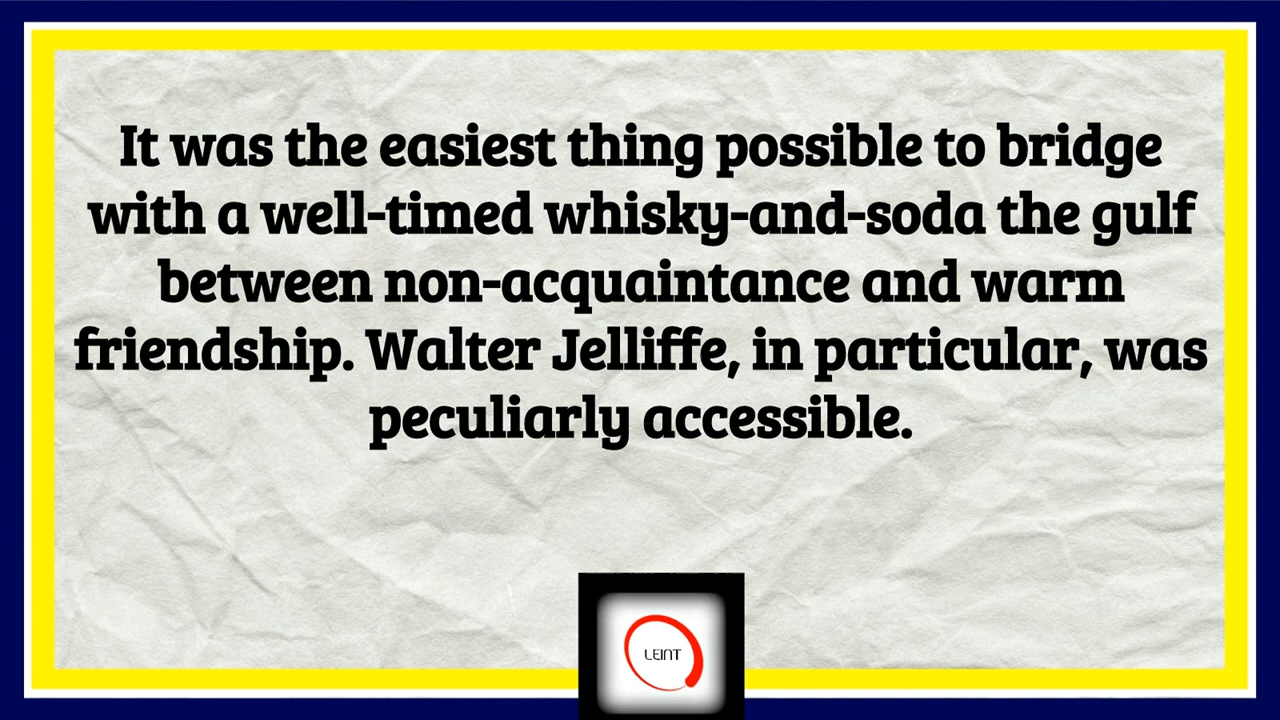 It was the easiest thing possible to bridge
with a well-timed whisky-and-soda the gulf
between non-acquaintance and warm
friendship. Walter Jelliffe, in particular, was
peculiarly accessible.
LEINT